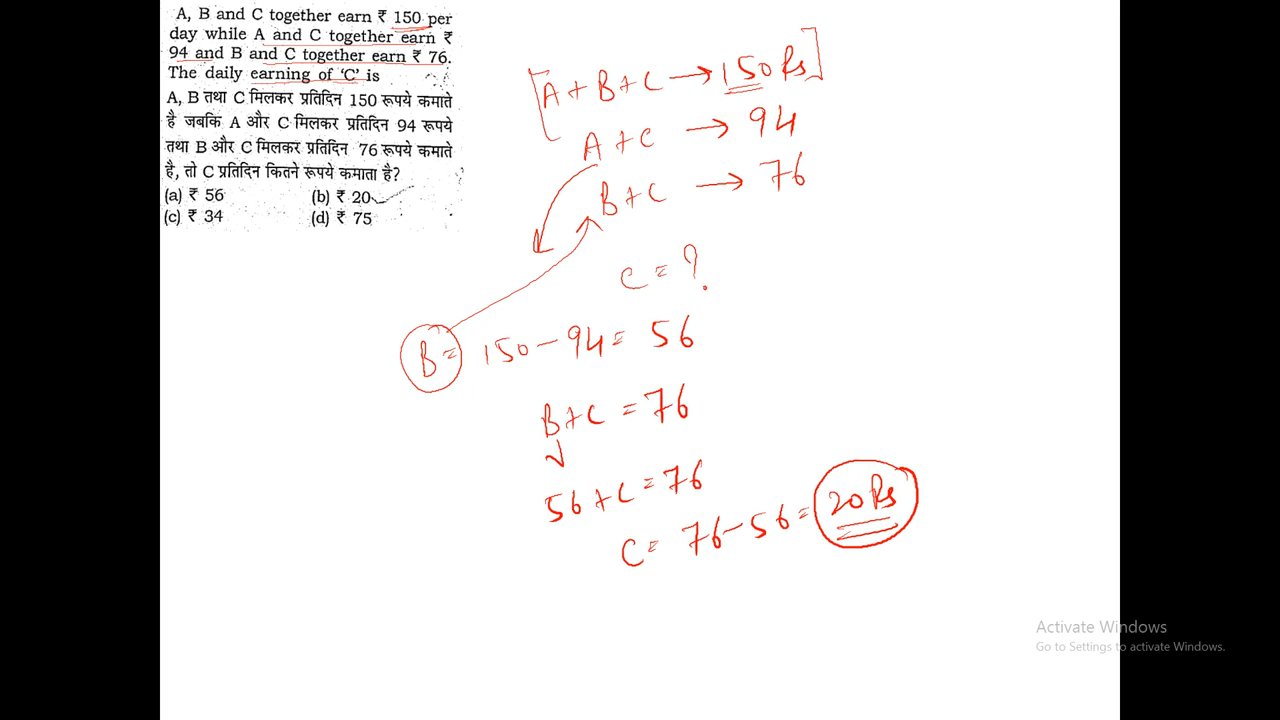 A, B and C together earn ₹ 150 per
day while A and C together earn ₹
94 and B and C together earn ₹ 76.
The daily earning of 'C' is
A, B तथा C मिलकर प्रतिदिन 150 रूपये कमाते
है जबकि A और C मिलकर प्रतिदिन 94 रूपये
तथा B और C मिलकर प्रतिदिन 76 रूपये कमाते
है, तो C प्रतिदिन कितने रूपये कमाता है?
(a) ₹ 56 (b) ₹ 20
(c) ₹ 34 (d) ₹ 75
A+B+C → 150 Rs
A+C → 94
B+C → 76
C = ?
B = 150 - 94 = 56
B+C = 76
56+C = 76
C = 76 - 56 = 20 Rs
Activate Windows
Go to Settings to activate Windows.